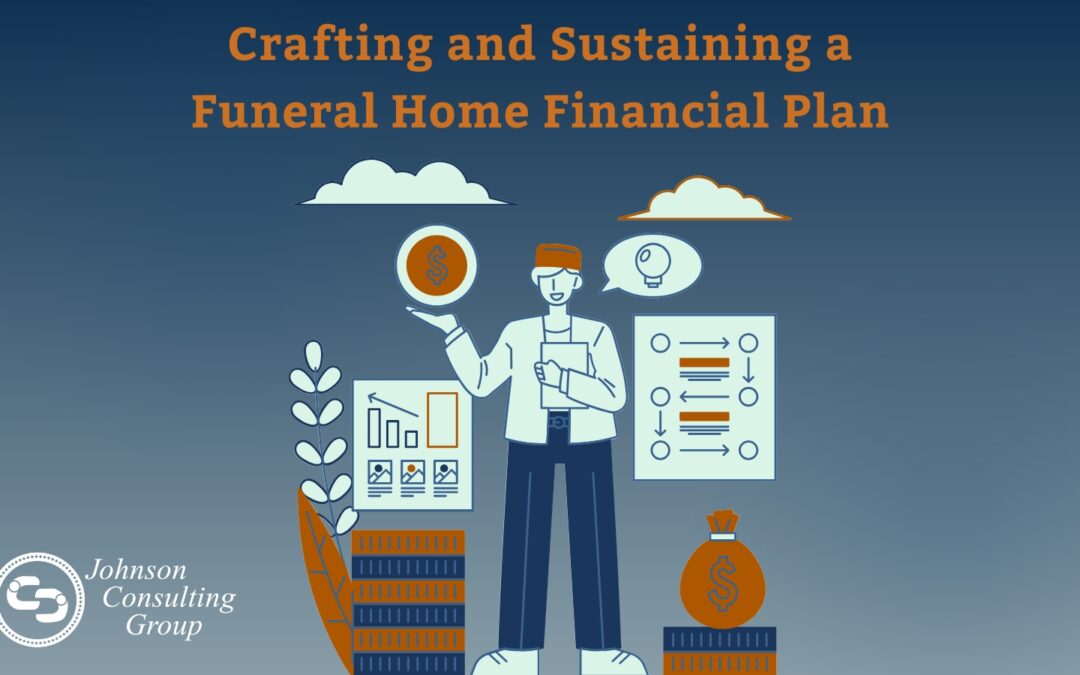 Crafting and Sustaining a
Funeral Home Financial Plan
$
$
Johnson
Consulting
Group